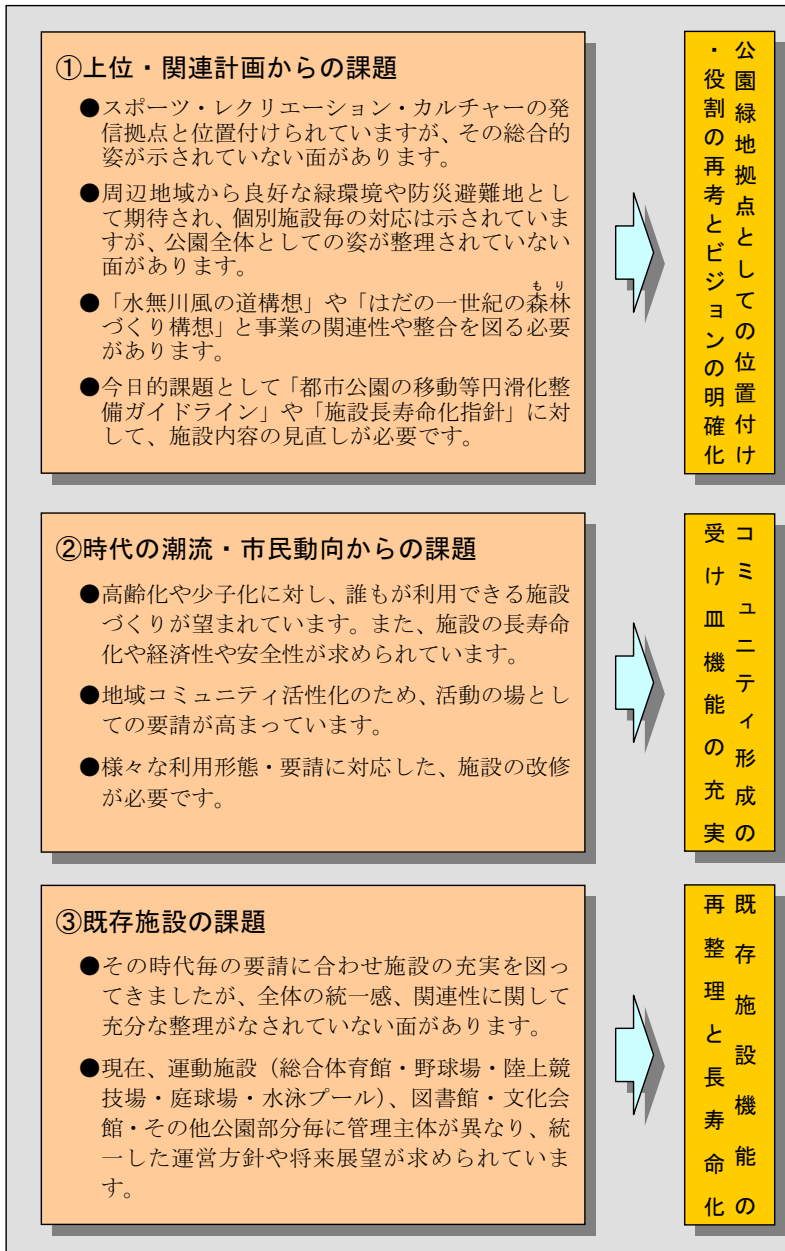 ①上位・関連計画からの課題
●スポーツ・レクリエーション・カルチャーの発
信拠点と位置付けられていますが、その総合的
姿が示されていない面があります。
●周辺地域から良好な緑環境や防災避難地とし
て期待され、個別施設毎の対応は示されていま
すが、公園全体としての姿が整理されていない
面があります。
●「水無川風の道構想」や「はだの一世紀の森林
もり
づくり構想」と事業の関連性や整合を図る必要
があります。
●今日的課題として「都市公園の移動等円滑化整
備ガイドライン」や「施設長寿命化指針」に対
して、施設内容の見直しが必要です。
公園緑地拠点としての位置付け
・役割の再考とビジョンの明確化
②時代の潮流・市民動向からの課題
●高齢化や少子化に対し、誰もが利用できる施設
づくりが望まれています。また、施設の長寿命
化や経済性や安全性が求められています。
●地域コミュニティ活性化のため、活動の場とし
ての要請が高まっています。
●様々な利用形態・要請に対応した、施設の改修
が必要です。
コミュニティ形成の
受け皿機能の充実
③既存施設の課題
●その時代毎の要請に合わせ施設の充実を図っ
てきましたが、全体の統一感、関連性に関して
充分な整理がなされていない面があります。
●現在、運動施設（総合体育館・野球場・陸上競
技場・庭球場・水泳プール）、図書館・文化会
館・その他公園部分毎に管理主体が異なり、統
一した運営方針や将来展望が求められていま
す。
既存施設機能の
再整理と長寿命化